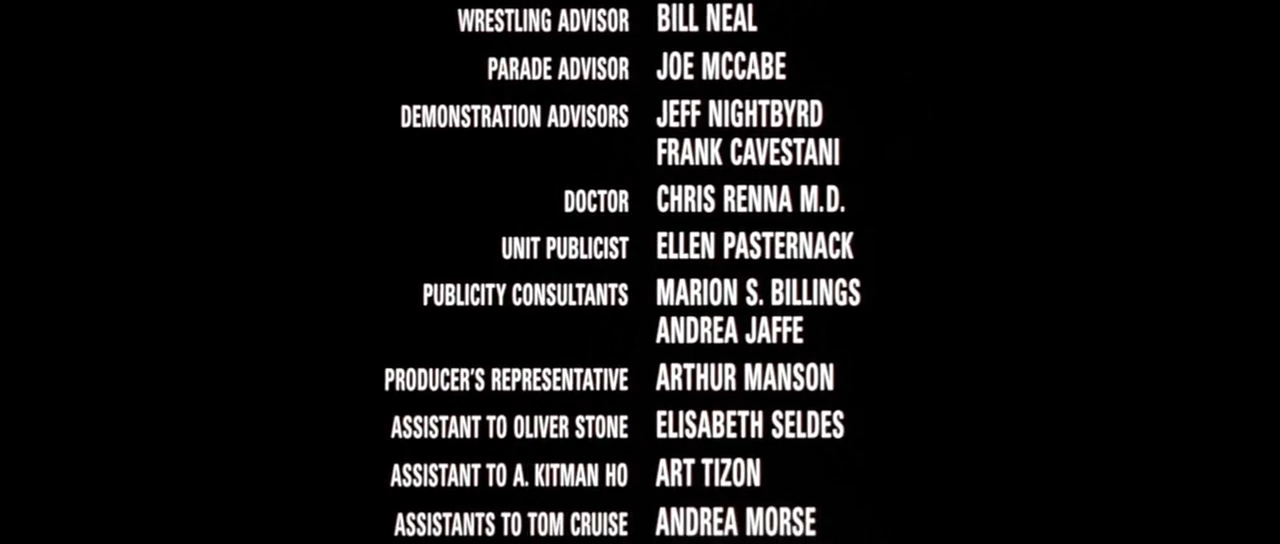 WRESTLING ADVISOR BILL NEAL
PARADE ADVISOR JOE MCCABE
DEMONSTRATION ADVISORS JEFF NIGHTBYRD
FRANK CAVESTANI
DOCTOR CHRIS RENNA M.D.
UNIT PUBLICIST ELLEN PASTERNACK
PUBLICITY CONSULTANTS MARION S. BILLINGS
ANDREA JAFFE
PRODUCER'S REPRESENTATIVE ARTHUR MANSON
ASSISTANT TO OLIVER STONE ELISABETH SELDES
ASSISTANT TO A. KITMAN HO ART TIZON
ASSISTANTS TO TOM CRUISE ANDREA MORSE